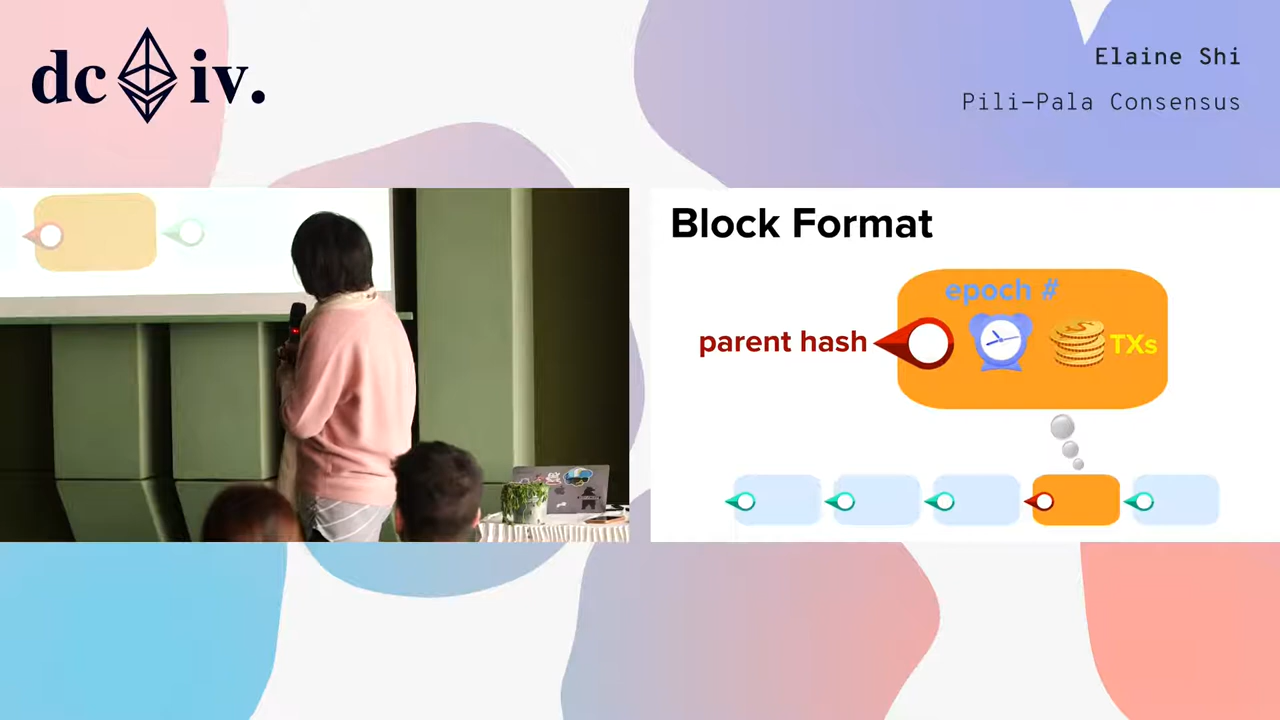 dc iv.
Elaine Shi
Pili-Pala Consensus
Block Format
epoch #
parent hash
TXs